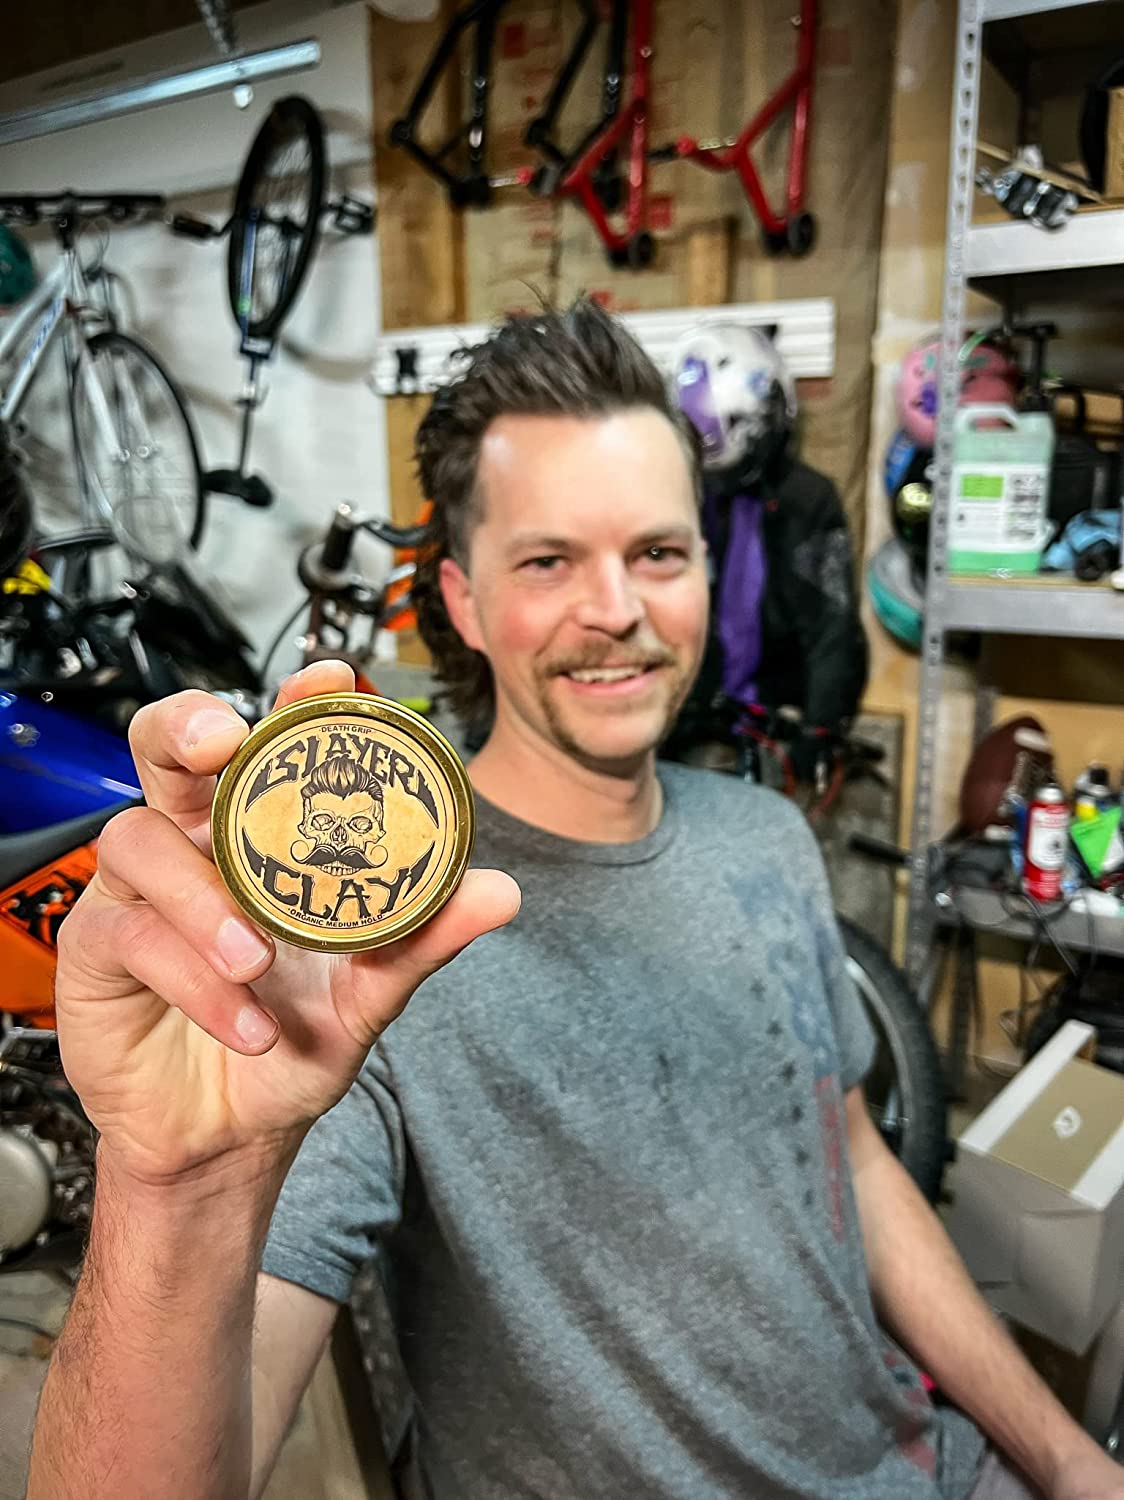 DEATH GRIP
SLAYER
CLAY
ORGANIC MEDIUM HOLD